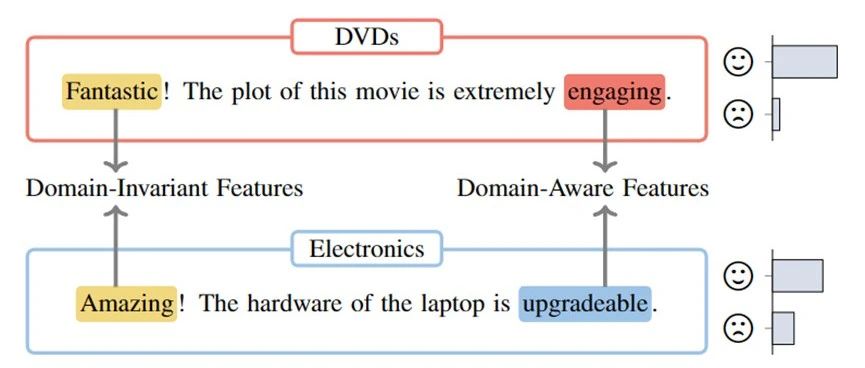 DVDs
Fantastic! The plot of this movie is extremely engaging.
Domain-Invariant Features Domain-Aware Features
Electronics
Amazing! The hardware of the laptop is upgradeable.